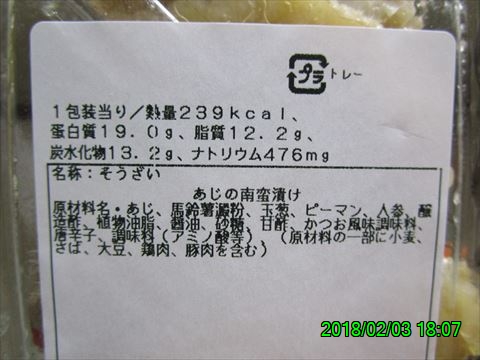 プラ トレー
1包装当り／熱量239kcal、
蛋白質19.0g、脂質12.2g、
炭水化物13.2g、ナトリウム476mg
名称：そうざい
あじの南蛮漬け
原材料名・あじ、馬鈴薯澱粉、玉葱、ピーマン、人参、醸
造酢、植物油脂、醤油、砂糖、甘酢、かつお風味調味料、
唐辛子、調味料（アミノ酸等）（原材料の一部に小麦、
さば、大豆、鶏肉、豚肉を含む）
2018/02/03 18:07